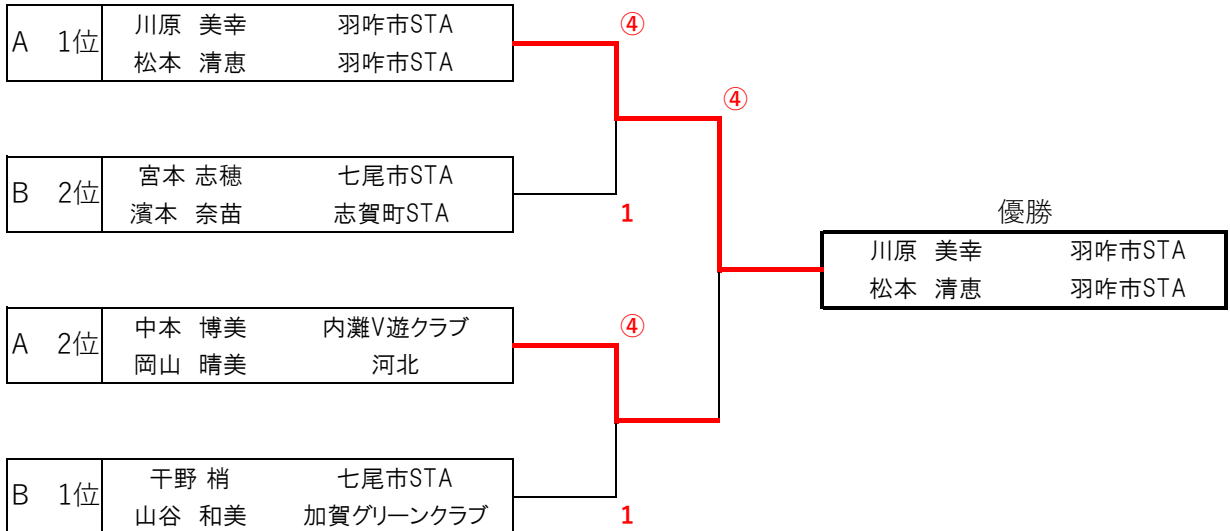 A 1位 川原 美幸 羽咋市STA
松本 清恵 羽咋市STA
④
④
B 2位 宮本 志穂 七尾市STA
濱本 奈苗 志賀町STA
1
優勝
川原 美幸 羽咋市STA
松本 清恵 羽咋市STA
A 2位 中本 博美 内灘V遊クラブ
岡山 晴美 河北
④
B 1位 干野 梢 七尾市STA
山谷 和美 加賀グリーンクラブ
1